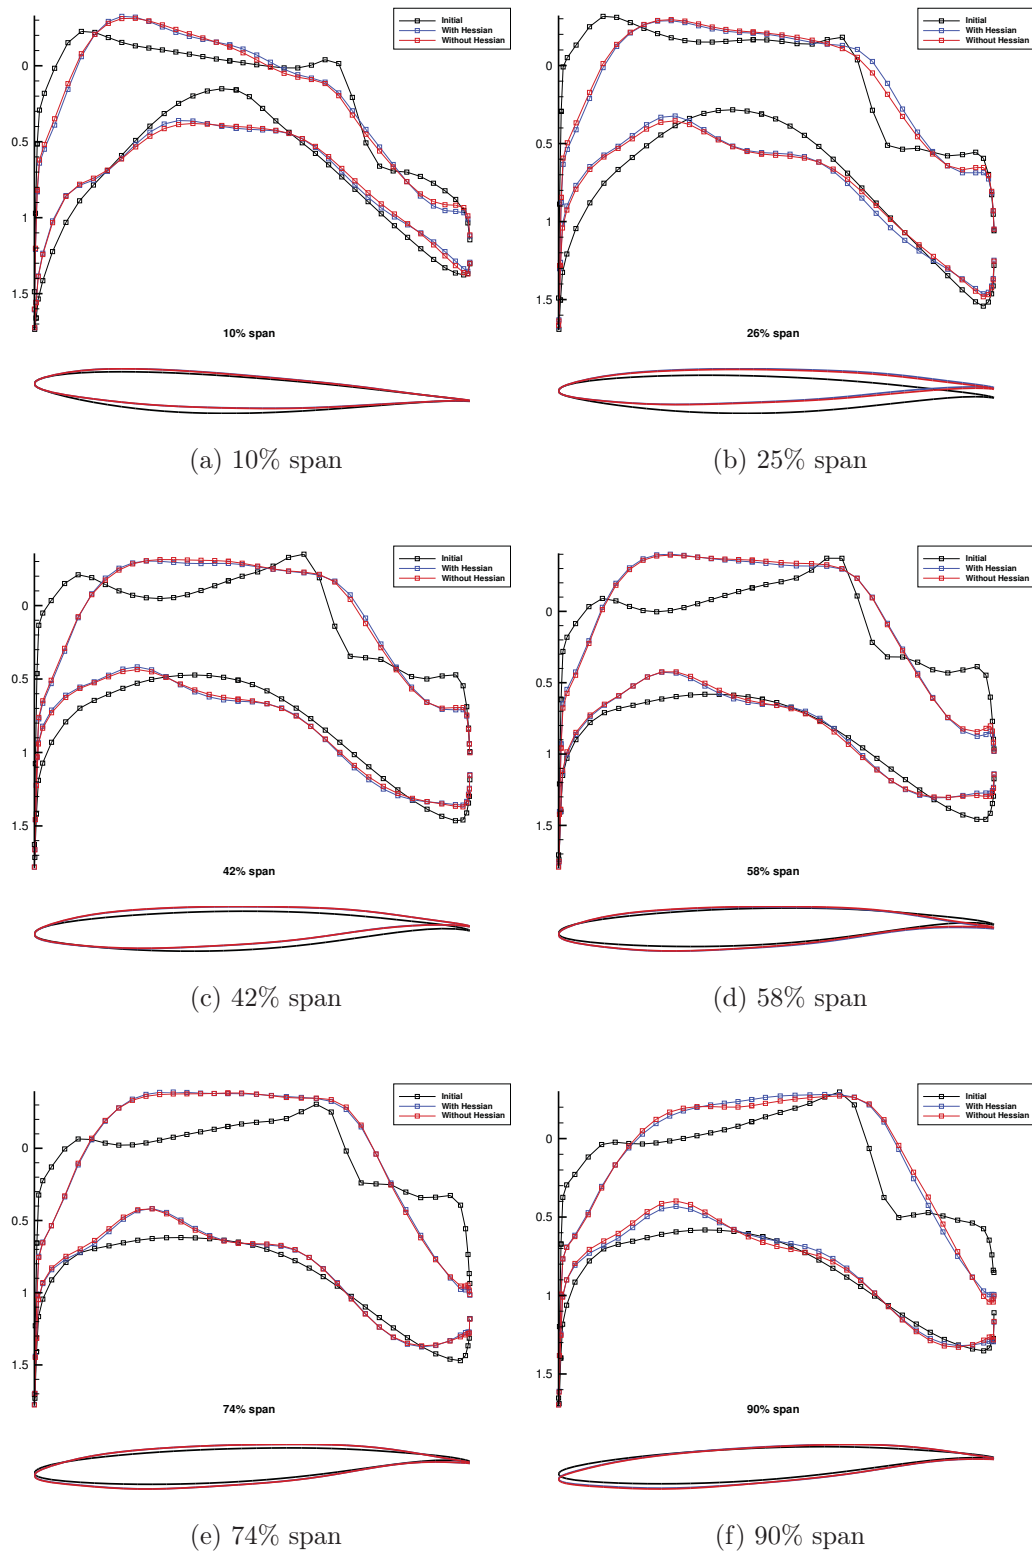 Initial
With Hessian
Without Hessian
0
0.5
1
1.5
10% span
(a) 10% span
Initial
With Hessian
Without Hessian
0
0.5
1
1.5
26% span
(b) 25% span
Initial
With Hessian
Without Hessian
0
0.5
1
1.5
42% span
(c) 42% span
Initial
With Hessian
Without Hessian
0
0.5
1
1.5
58% span
(d) 58% span
Initial
With Hessian
Without Hessian
0
0.5
1
1.5
74% span
(e) 74% span
Initial
With Hessian
Without Hessian
0
0.5
1
1.5
90% span
(f) 90% span